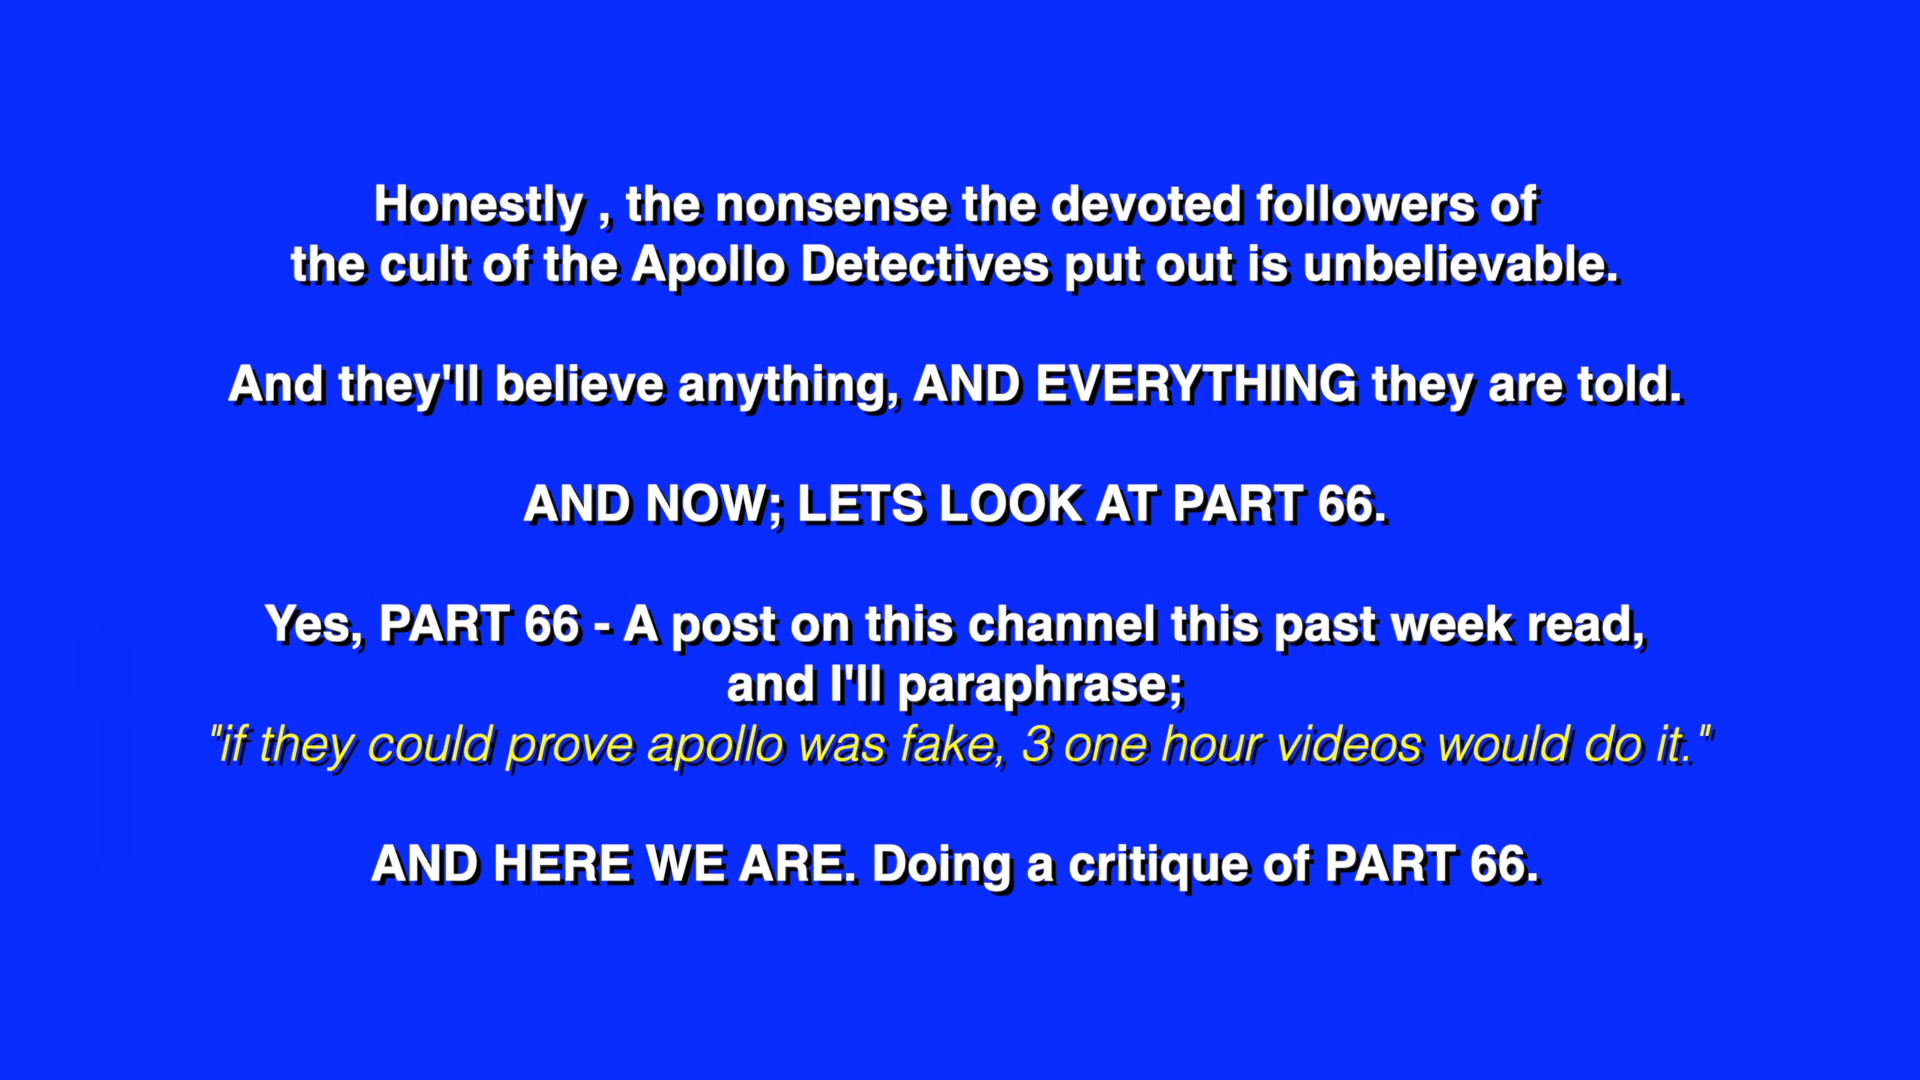 Honestly , the nonsense the devoted followers of
the cult of the Apollo Detectives put out is unbelievable.
And they'll believe anything, AND EVERYTHING they are told.
AND NOW; LETS LOOK AT PART 66.
Yes, PART 66 - A post on this channel this past week read,
and I'll paraphrase;
"if they could prove apollo was fake, 3 one hour videos would do it."
AND HERE WE ARE. Doing a critique of PART 66.